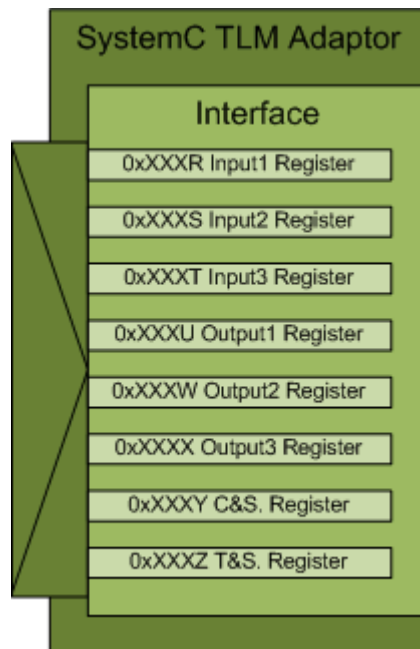 SystemC TLM Adaptor
Interface
0xXXXR Input1 Register
0xXXXS Input2 Register
0xXXXT Input3 Register
0xXXXU Output1 Register
0xXXXW Output2 Register
0xXXXX Output3 Register
0xXXXY C&S. Register
0xXXXZ T&S. Register